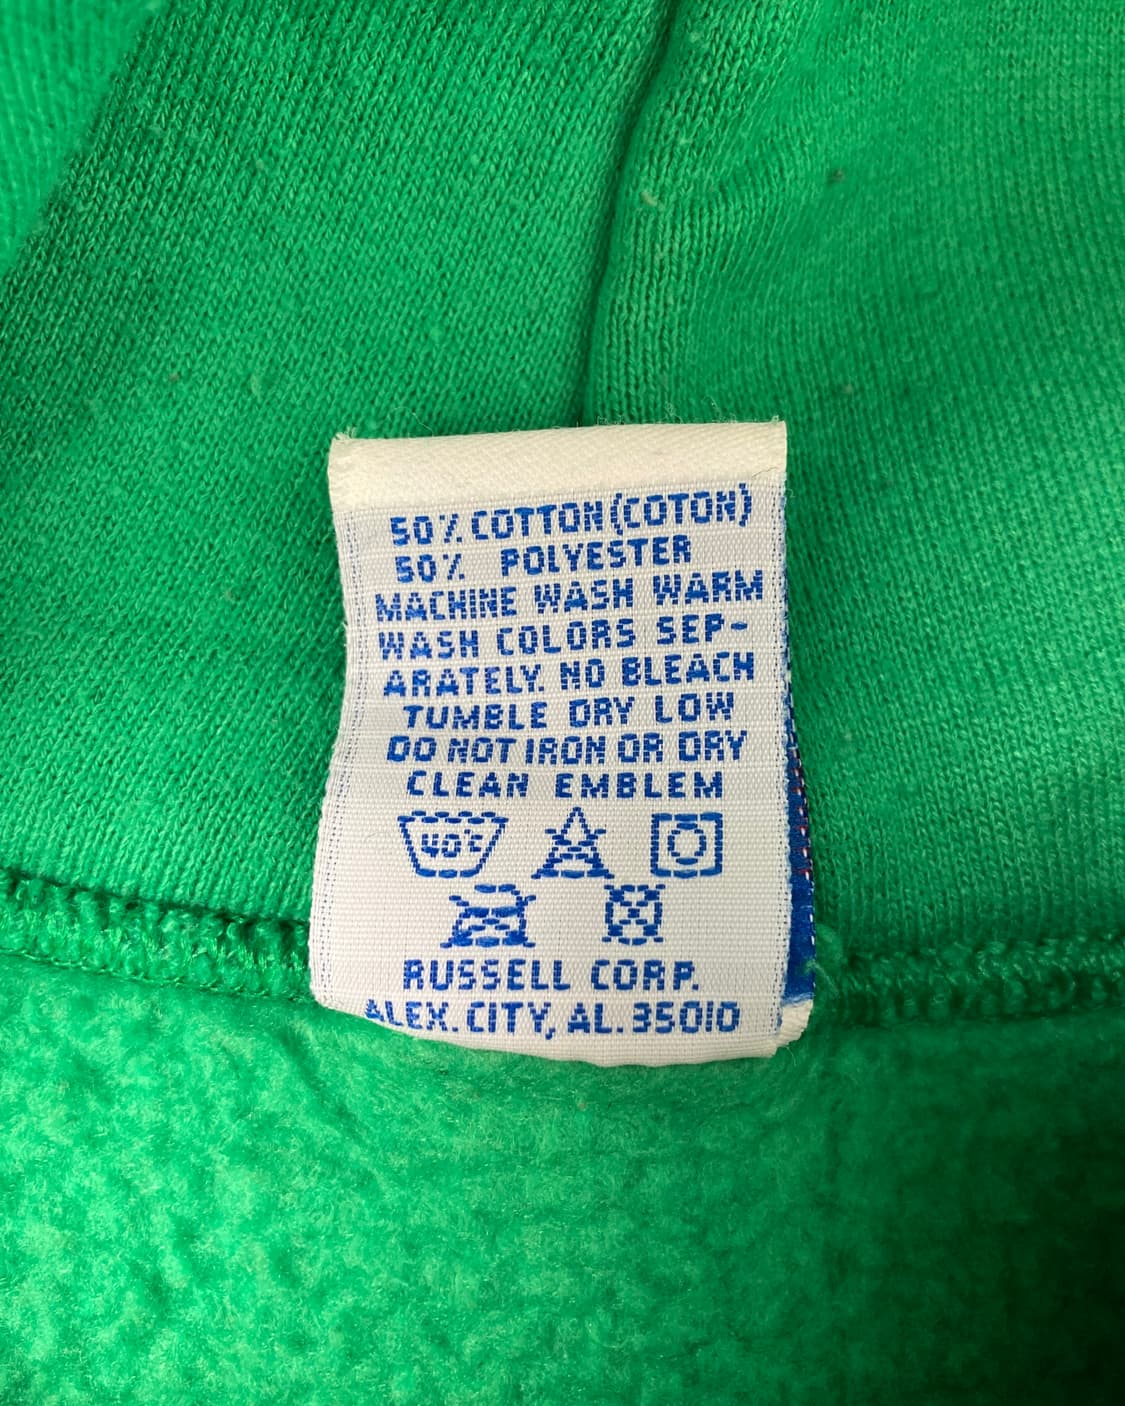 50% COTTON (COTON)
50% POLYESTER
MACHINE WASH WARM
WASH COLORS SEP-
ARATELY. NO BLEACH
TUMBLE DRY LOW
DO NOT IRON OR DRY
CLEAN EMBLEM
40°C
RUSSELL CORP.
ALEX. CITY, AL. 35010